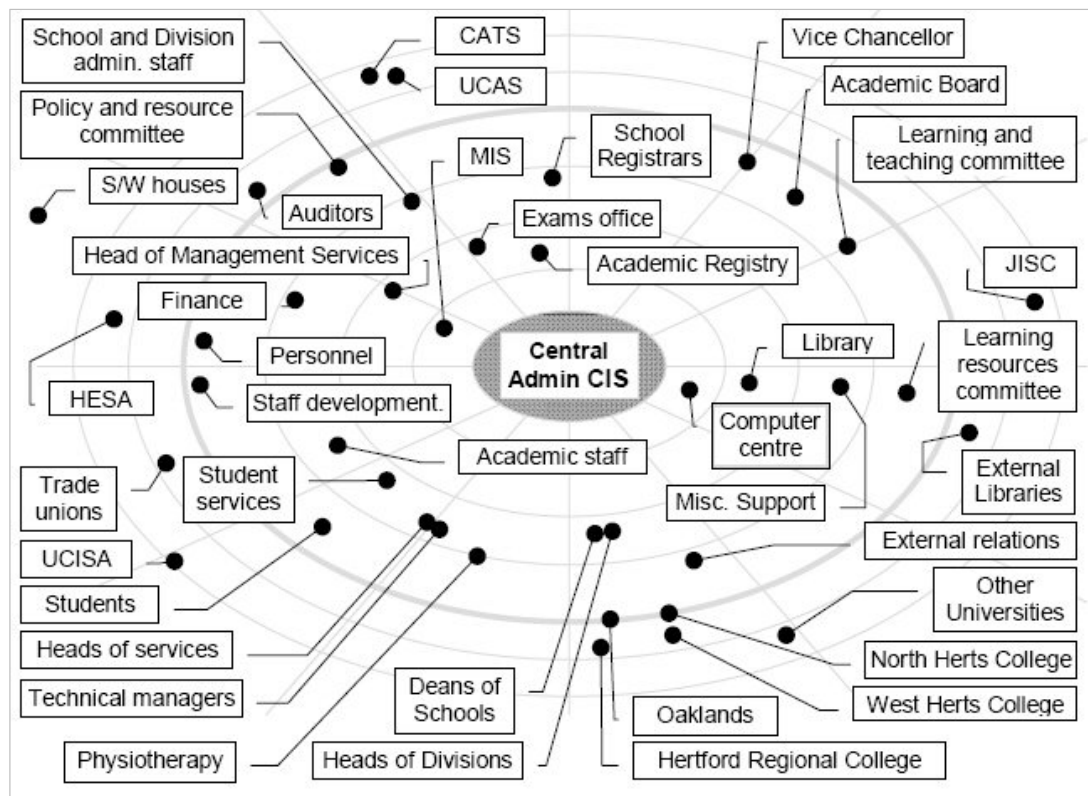 School and Division
admin. staff
CATS
Vice Chancellor
UCAS
Academic Board
Policy and resource
committee
MIS
School
Registrars
Learning and
teaching committee
S/W houses
Auditors
Exams office
Head of Management Services
Academic Registry
JISC
Finance
Personnel
Central
Admin CIS
Library
Learning
resources
committee
HESA
Staff development.
Computer
centre
Academic staff
Trade
unions
Student
services
Misc. Support
External
Libraries
UCISA
External relations
Students
Other
Universities
Heads of services
North Herts College
Technical managers
Deans of
Schools
Oaklands
West Herts College
Physiotherapy
Heads of Divisions
Hertford Regional College